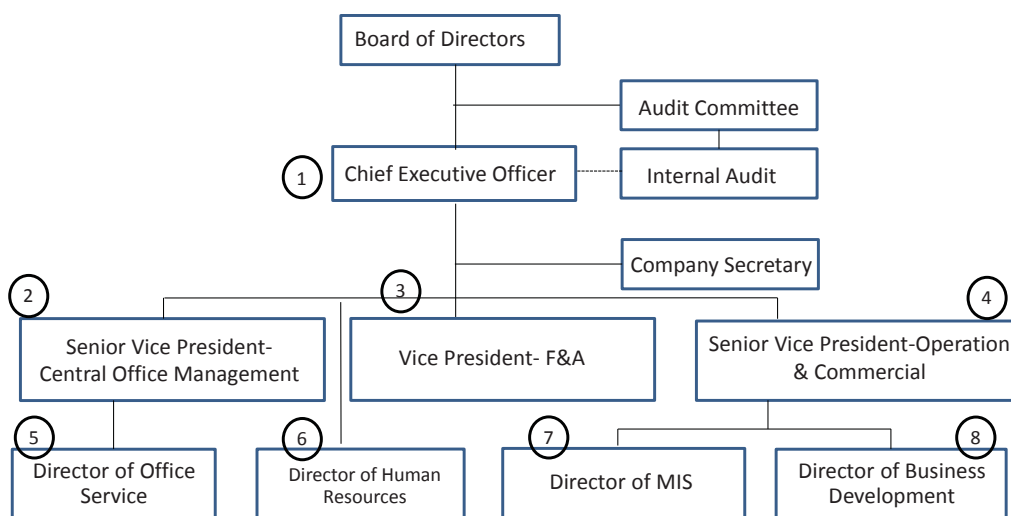 Board of Directors
Audit Committee
1
Chief Executive Officer
Internal Audit
Company Secretary
2
3
4
Senior Vice President-
Central Office Management
Vice President- F&A
Senior Vice President-Operation
& Commercial
5
6
7
8
Director of Office
Service
Director of Human
Resources
Director of MIS
Director of Business
Development